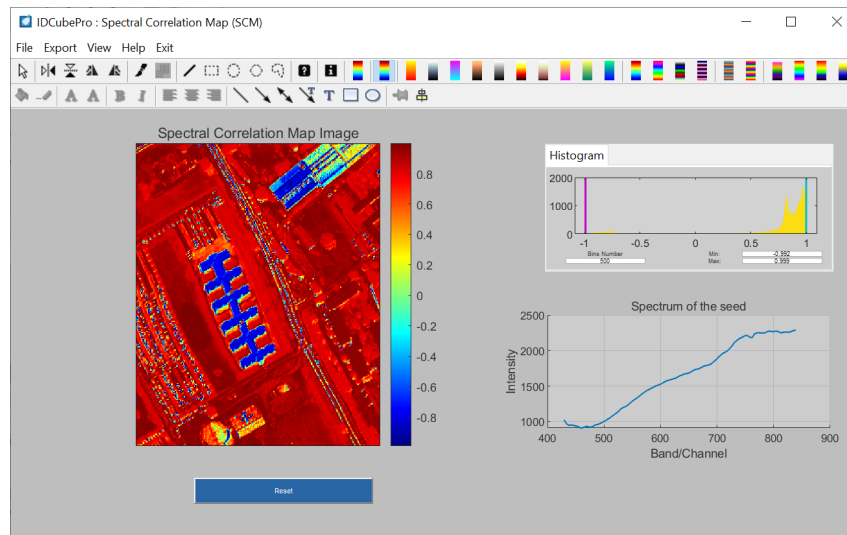 IDCubePro : Spectral Correlation Map (SCM)
File Export View Help Exit
Spectral Correlation Map Image
0.8
0.6
0.4
0.2
0
-0.2
-0.4
-0.6
-0.8
Reset
Histogram
2000
1000
0
-1 -0.5 0 0.5 1
Bins Number Min: -0.992
500 Max: 0.999
Spectrum of the seed
Intensity
2500
2000
1500
1000
400 500 600 700 800 900
Band/Channel